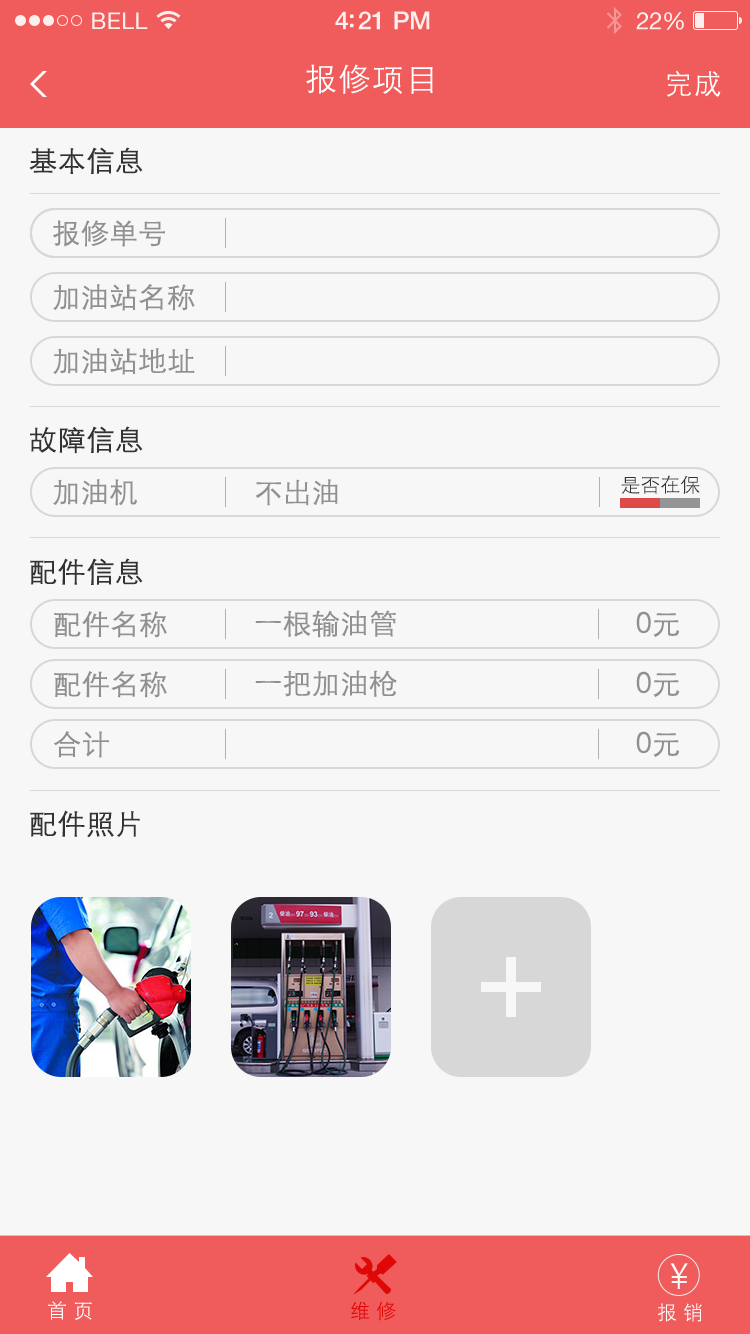 BELL 4:21 PM 22%
报修项目
完成
基本信息
报修单号
加油站名称
加油站地址
故障信息
加油机 不出油 是否在保
配件信息
配件名称 一根输油管 0元
配件名称 一把加油枪 0元
合计 0元
配件照片
2 97 93
首页 维修 报销